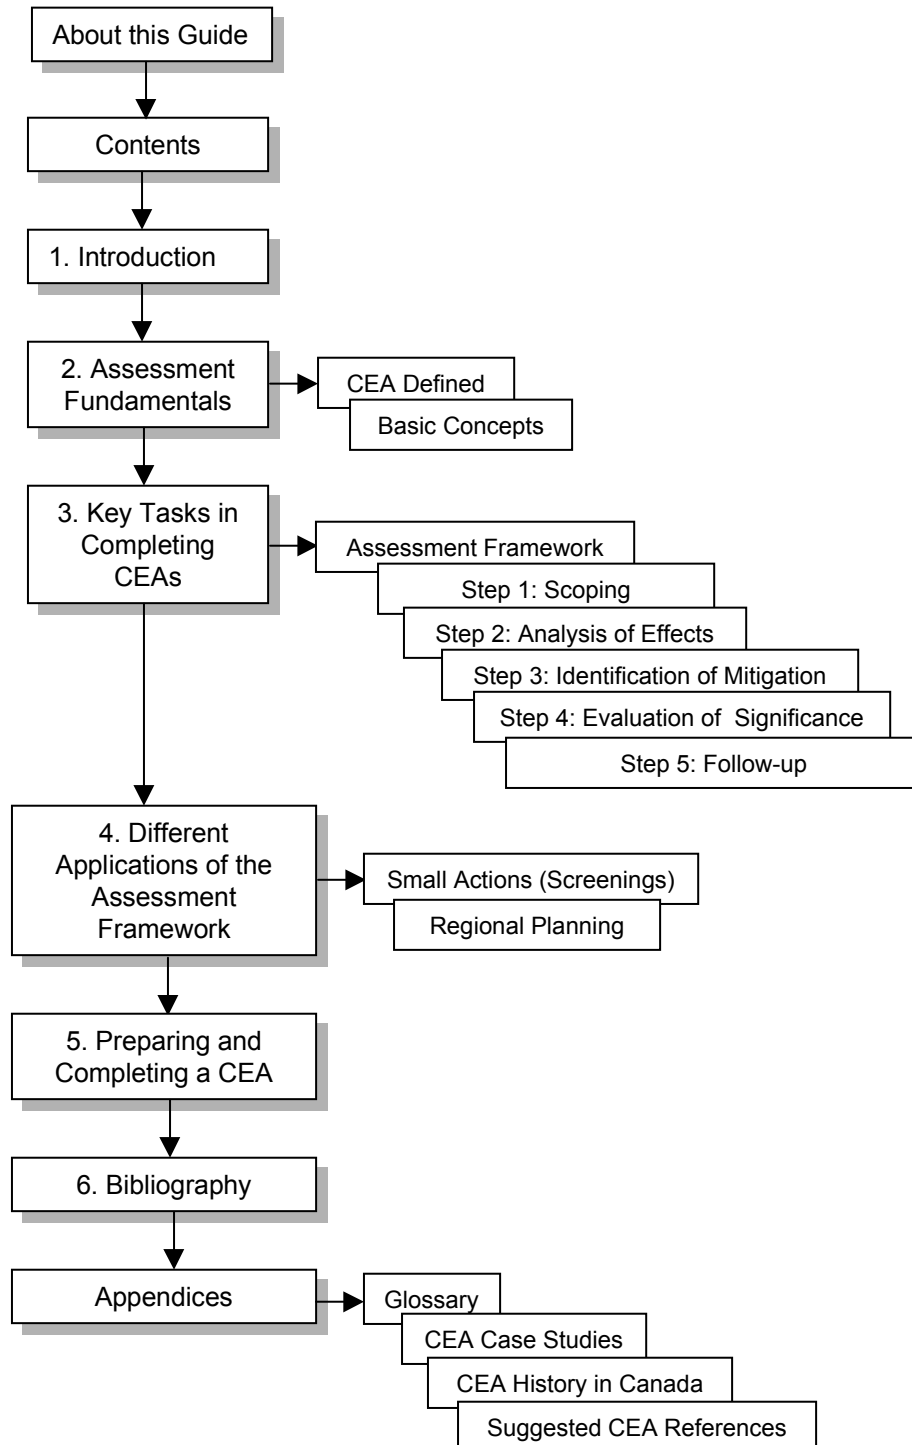 About this Guide
Contents
1. Introduction
2. Assessment
Fundamentals
CEA Defined
Basic Concepts
3. Key Tasks in
Completing
CEAs
Assessment Framework
Step 1: Scoping
Step 2: Analysis of Effects
Step 3: Identification of Mitigation
Step 4: Evaluation of Significance
Step 5: Follow-up
4. Different
Applications of the
Assessment
Framework
Small Actions (Screenings)
Regional Planning
5. Preparing and
Completing a CEA
6. Bibliography
Appendices
Glossary
CEA Case Studies
CEA History in Canada
Suggested CEA References